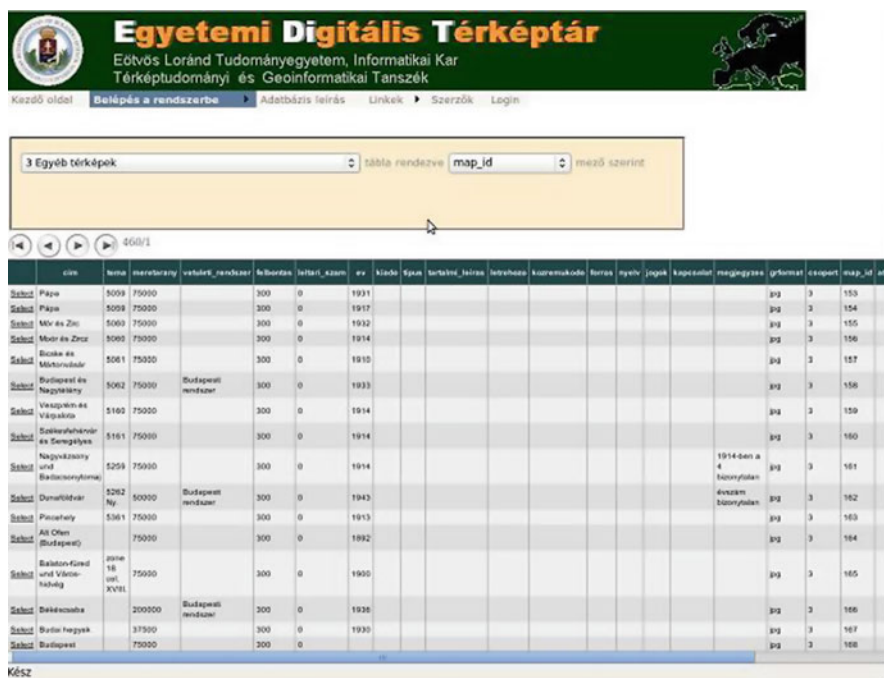 Egyetemi Digitális Térképtár
Eötvös Loránd Tudományegyetem, Informatikai Kar
Térképtudományi és Geoinformatikai Tanszék
Kezdő oldal Belépés a rendszerbe Adatbázis leírás Linkek Szerzők Login
3 Egyéb térképek tábla rendezve map_id mező szerint
460/1
cim tema meretarany vetuleti_rendszer felbontas leltari_szam ev kiado tipus tartalmi_leiras letrehozo kozremukodo forras nyelv jogok kapcsolat megjegyzes grformat csoport map_id
Select Pápa 5059 75000 300 0 1931 jpg 3 153
Select Pápa 5059 75000 300 0 1917 jpg 3 154
Select Mór és Zirc 5060 75000 300 0 1932 jpg 3 155
Select Moór és Zircz 5060 75000 300 0 1914 jpg 3 156
Select Bicske és Mártonvásár 5061 75000 300 0 1910 jpg 3 157
Select Budapest és Nagytétény 5062 75000 Budapesti rendszer 300 0 1933 jpg 3 158
Select Veszprém és Várpalota 5160 75000 300 0 1914 jpg 3 159
Select Székesfehérvár és Seregélyes 5161 75000 300 0 1914 jpg 3 160
Select Nagyvázsony und Badacsonytomaj 5259 75000 300 0 1914 1914-ben a 4 bizonytalan jpg 3 161
Select Dunaföldvár 5262 Ny. 50000 Budapesti rendszer 300 0 1943 évszám bizonytalan jpg 3 162
Select Pincehely 5361 75000 300 0 1913 jpg 3 163
Select Alt Ofen (Budapest) 75000 300 0 1882 jpg 3 164
Select Balaton-füred und Város-hidvég zone 18 col. XVIII. 75000 300 0 1900 jpg 3 165
Select Békéscsaba 200000 Budapesti rendszer 300 0 1936 jpg 3 166
Select Budai hegyek 37500 300 0 1930 jpg 3 167
Select Budapest 75000 300 0 jpg 3 168
Kész